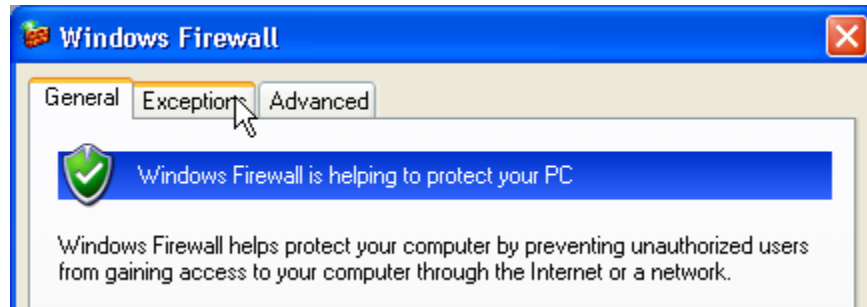 Windows Firewall
General Exceptions Advanced
Windows Firewall is helping to protect your PC
Windows Firewall helps protect your computer by preventing unauthorized users
from gaining access to your computer through the Internet or a network.